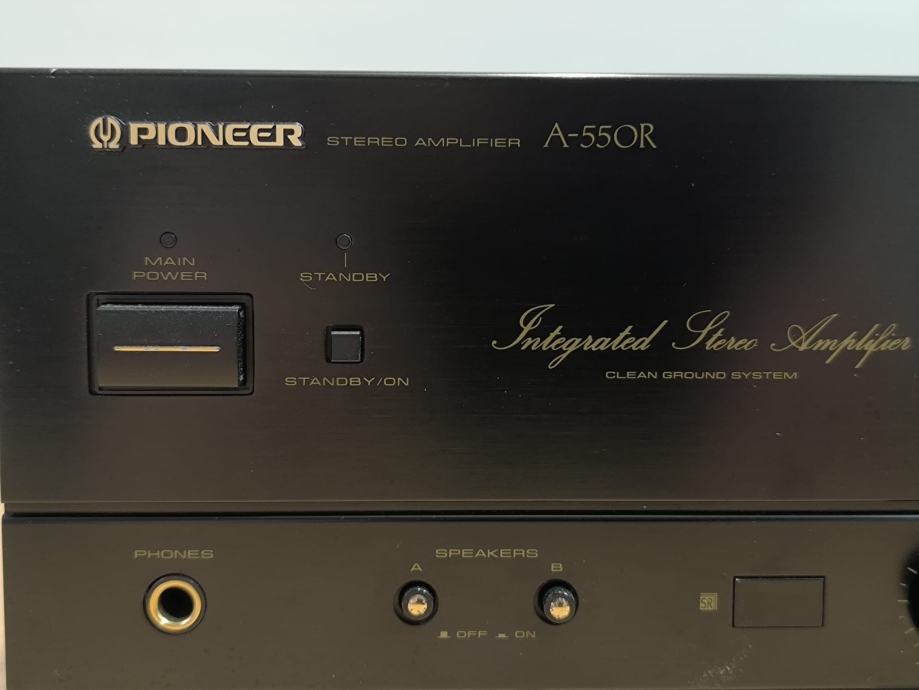 PIONEER STEREO AMPLIFIER A-550R
MAIN
POWER
STANDBY
STANDBY/ON
Integrated Stereo Amplifier
CLEAN GROUND SYSTEM
PHONES
SPEAKERS
A B
OFF ON
SR